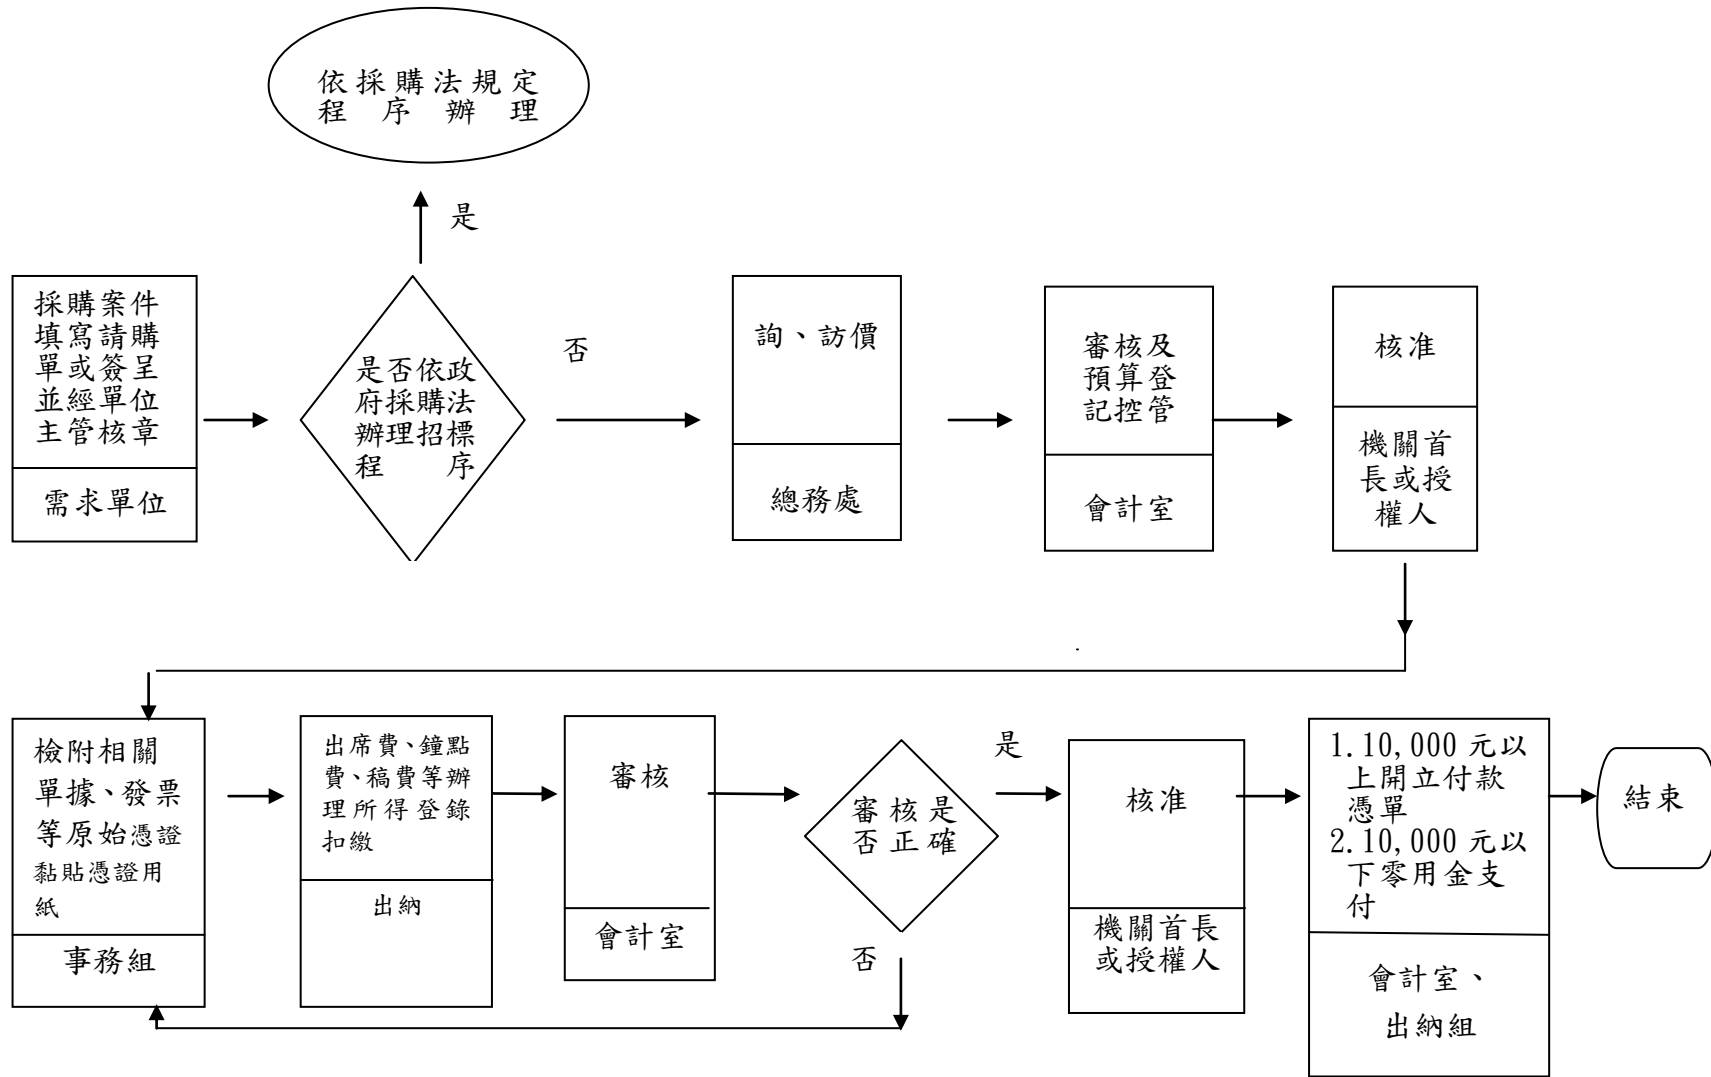 依採購法規定
程序辦理
是
採購案件
填寫請購
單或簽呈
並經單位
主管核章
需求單位
是否依政
府採購法
辦理招標
程序
否
詢、訪價
總務處
審核及
預算登
記控管
會計室
核准
機關首
長或授
權人
檢附相關
單據、發票
等原始憑證
黏貼憑證用
紙
事務組
出席費、鐘點
費、稿費等辦
理所得登錄
扣繳
出納
審核
會計室
審核是
否正確
是
否
核准
機關首長
或授權人
1.10,000 元以
上開立付款
憑單
2.10,000 元以
下零用金支
付
會計室、
出納組
結束